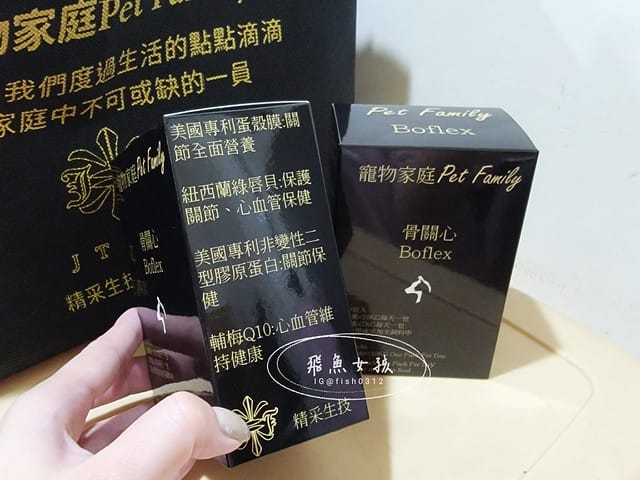 物家庭Pet Family
我們度過生活的點點滴滴
家庭中不可或缺的一員
J T
精采生技
Pet Family
骨關心
Boflex
美國專利蛋殼膜:關
節全面營養
紐西蘭綠唇貝:保護
關節、心血管保健
美國專利非變性二
型膠原蛋白:關節保
健
輔梅Q10:心血管維
持健康
精采生技
Pet Family
Boflex
寵物家庭Pet Family
骨關心
Boflex
飛魚女孩
IG@fish0312